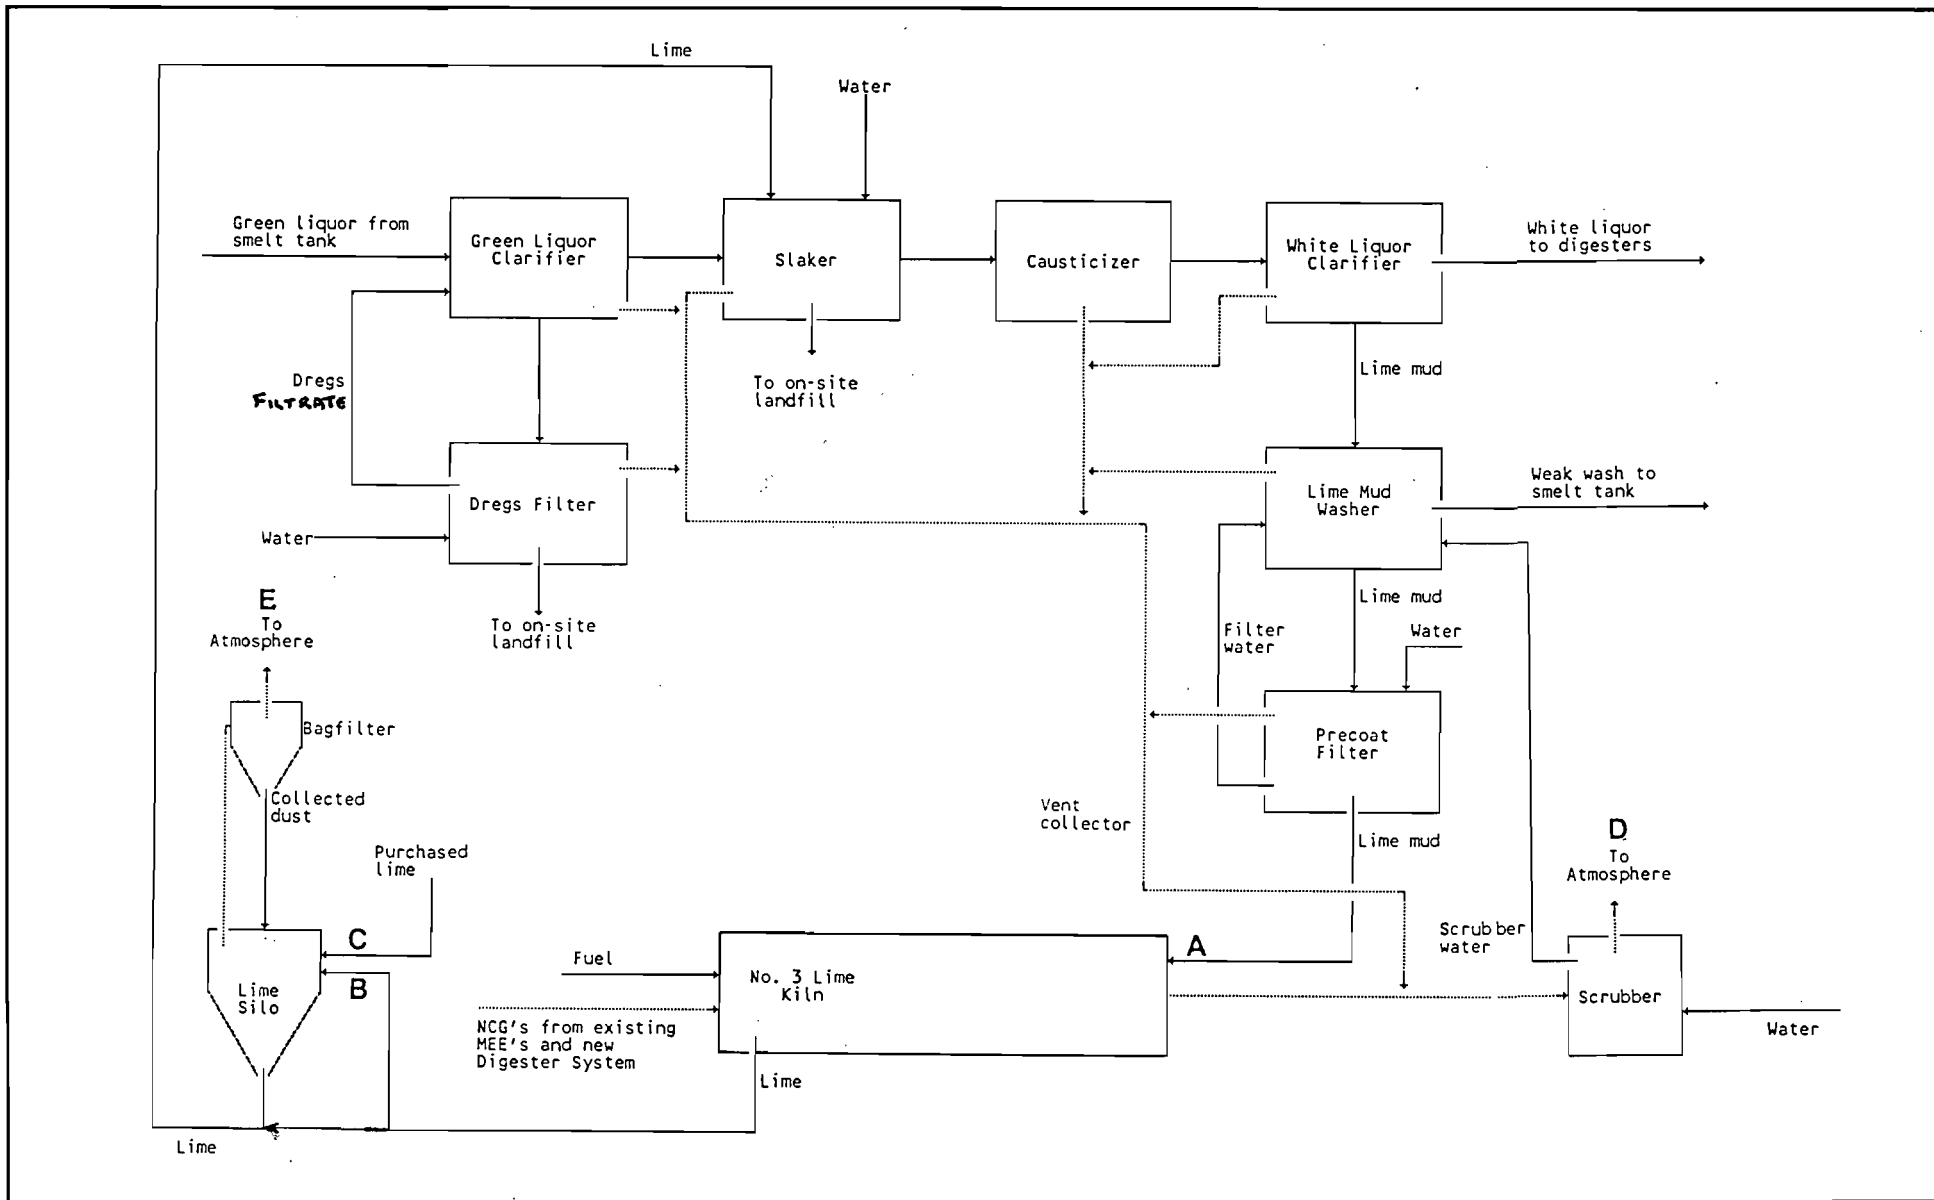 Lime
Water
Green liquor from
smelt tank
Green Liquor
Clarifier
Slaker
Causticizer
White Liquor
Clarifier
White liquor
to digesters
Dregs
FILTRATE
To on-site
landfill
Lime mud
Dregs Filter
Water
Lime Mud
Washer
Weak wash to
smelt tank
E
To
Atmosphere
To on-site
landfill
Lime mud
Filter
water
Water
Bagfilter
Collected
dust
Precoat
Filter
Vent
collector
Lime mud
D
To
Atmosphere
Purchased
lime
C
B
Lime
Silo
Fuel
No. 3 Lime
Kiln
A
Scrubber
water
Scrubber
Water
NCG's from existing
MEE's and new
Digester System
Lime
Lime